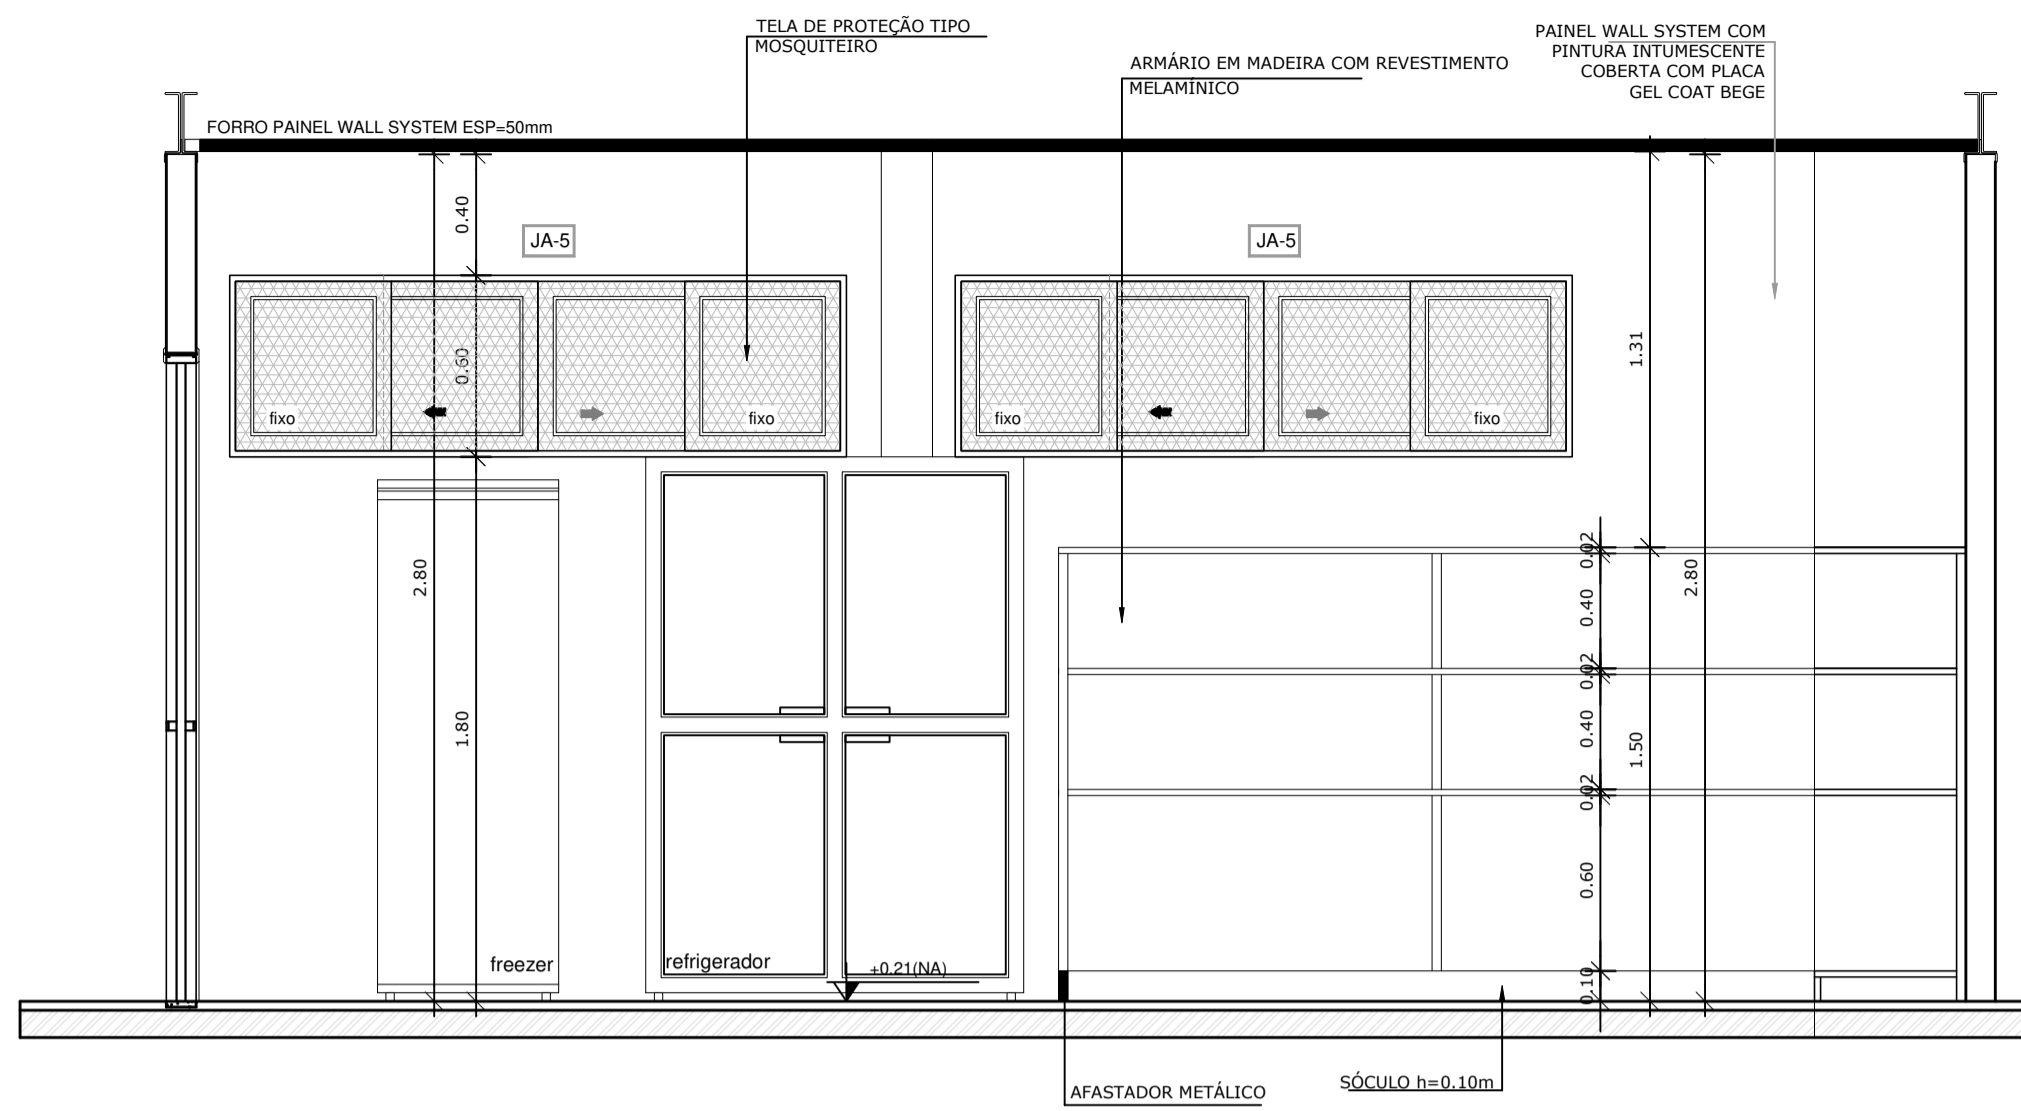 TELA DE PROTEÇÃO TIPO
MOSQUITEIRO
ARMÁRIO EM MADEIRA COM REVESTIMENTO
MELAMÍNICO
PAINEL WALL SYSTEM COM
PINTURA INTUMESCENTE
COBERTA COM PLACA
GEL COAT BEGE
FORRO PAINEL WALL SYSTEM ESP=50mm
0.40
JA-5
JA-5
0.60
1.31
fixo
fixo
fixo
fixo
2.80
1.80
2.80
0.02
0.40
0.02
0.40
0.02
0.60
0.10
1.50
freezer
refrigerador
+0.21(NA)
AFASTADOR METÁLICO
SÓCULO h=0.10m